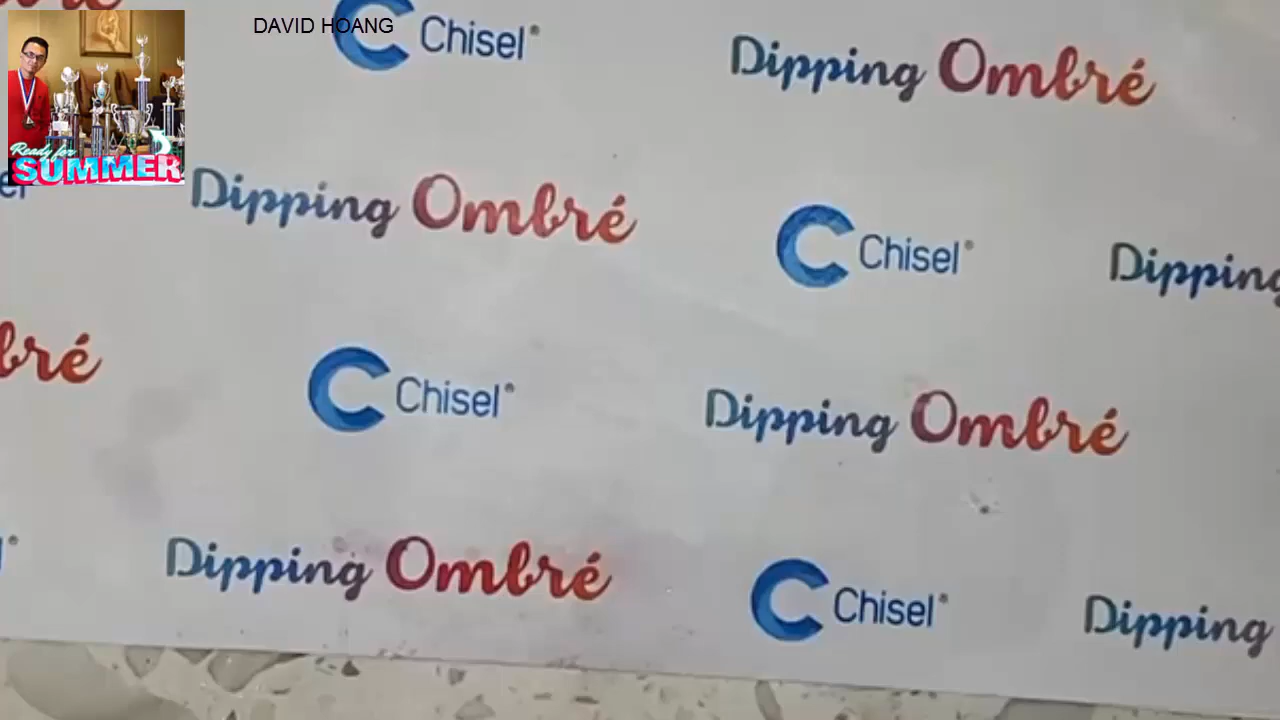 DAVID HOANG
Chisel®
Dipping Ombré
Ready for
SUMMER
Dipping Ombré
Chisel®
Dipping
bré
Chisel®
Dipping Ombré
Dipping Ombré
Chisel®
Dipping